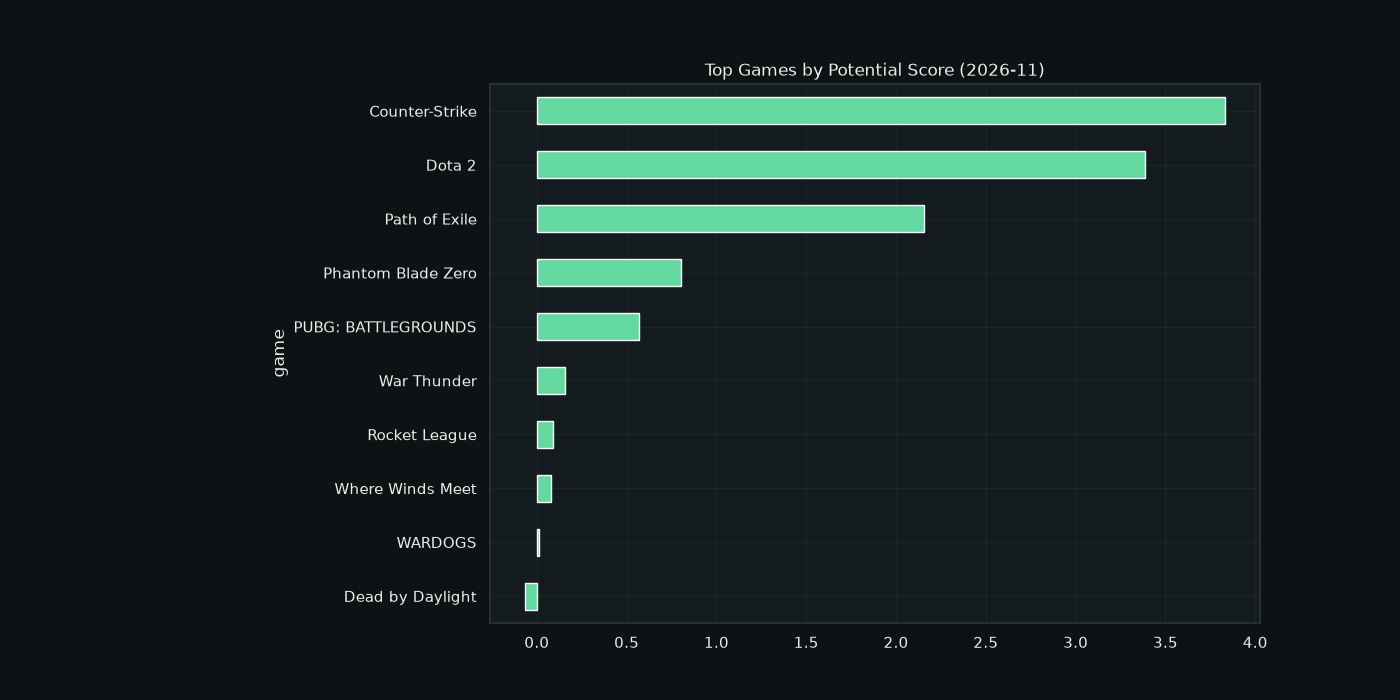 Top Games by Potential Score (2026-11)
game
Counter-Strike
Dota 2
Path of Exile
Phantom Blade Zero
PUBG: BATTLEGROUNDS
War Thunder
Rocket League
Where Winds Meet
WARDOGS
Dead by Daylight
0.0 0.5 1.0 1.5 2.0 2.5 3.0 3.5 4.0